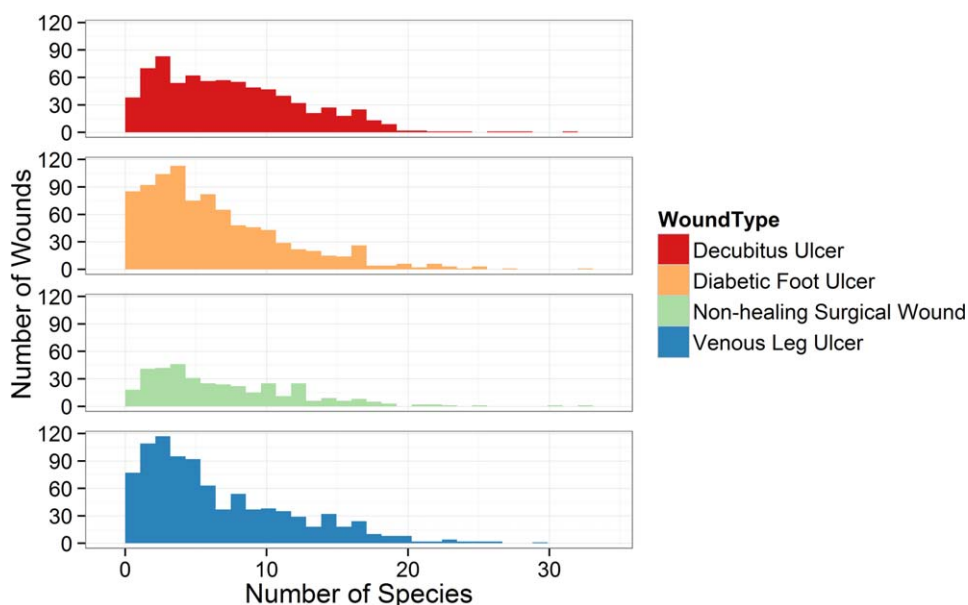 120
90
60
30
0
120
90
60
30
0
120
90
60
30
0
120
90
60
30
0
Number of Wounds
0 10 20 30
Number of Species
WoundType
Decubitus Ulcer
Diabetic Foot Ulcer
Non-healing Surgical Wound
Venous Leg Ulcer